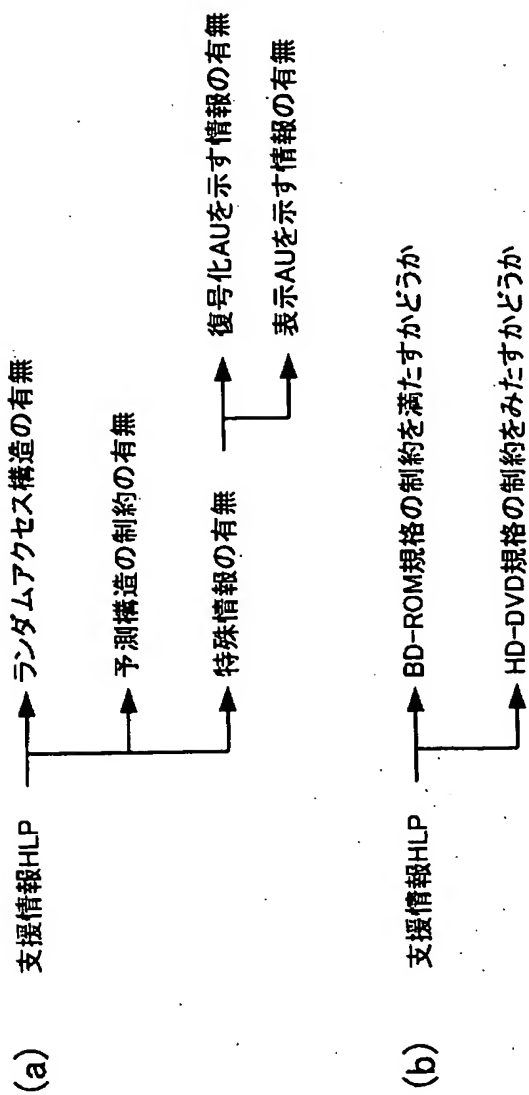 (a)
支援情報HLP
ランダムアクセス構造の有無
予測構造の制約の有無
特殊情報の有無
復号化AUを示す情報の有無
表示AUを示す情報の有無
(b)
支援情報HLP
BD-ROM規格の制約を満たすかどうか
HD-DVD規格の制約をみたすかどうか